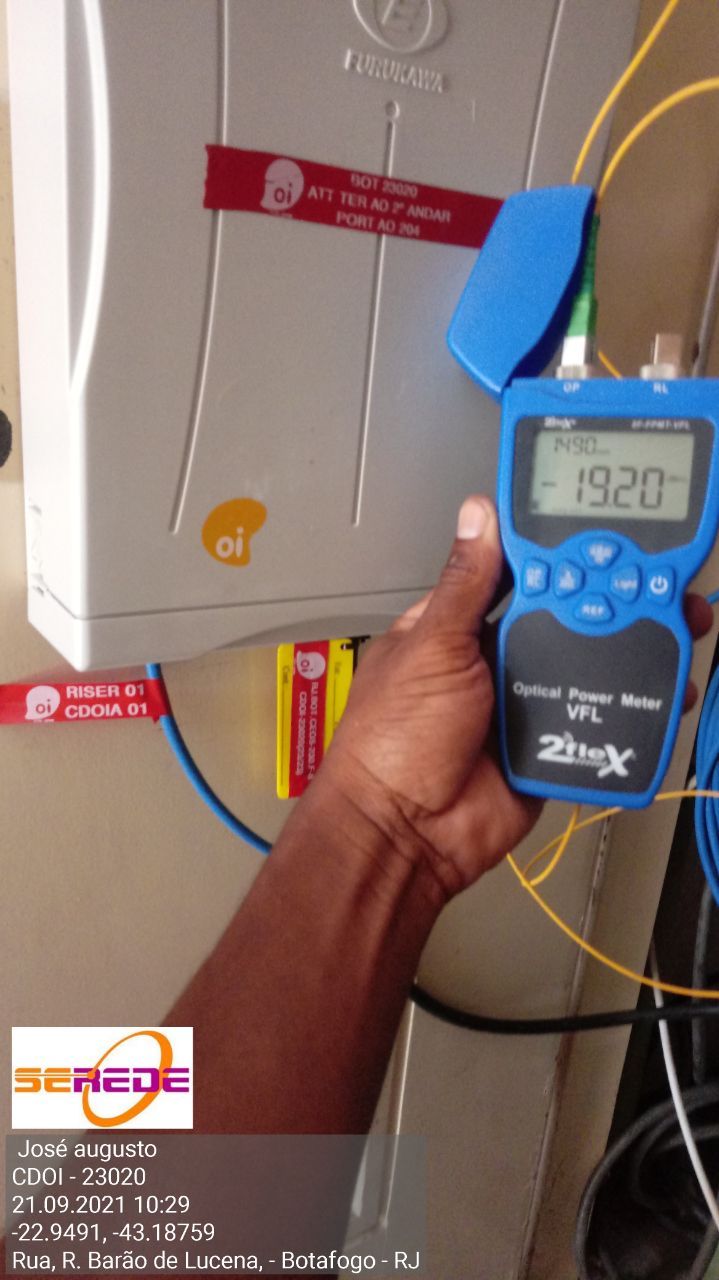 FURUKAWA
oi
BOT 23020
ATT TER AO 2º ANDAR
PORT AO 204
OP
RL
2fleX
1490
-19.20
Light
REF
Optical Power Meter
VFL
2fleX
oi
oi
RISER 01
CDOIA 01
oi
SEREDE
José augusto
CDOI - 23020
21.09.2021 10:29
-22.9491, -43.18759
Rua, R. Barão de Lucena, - Botafogo - RJ